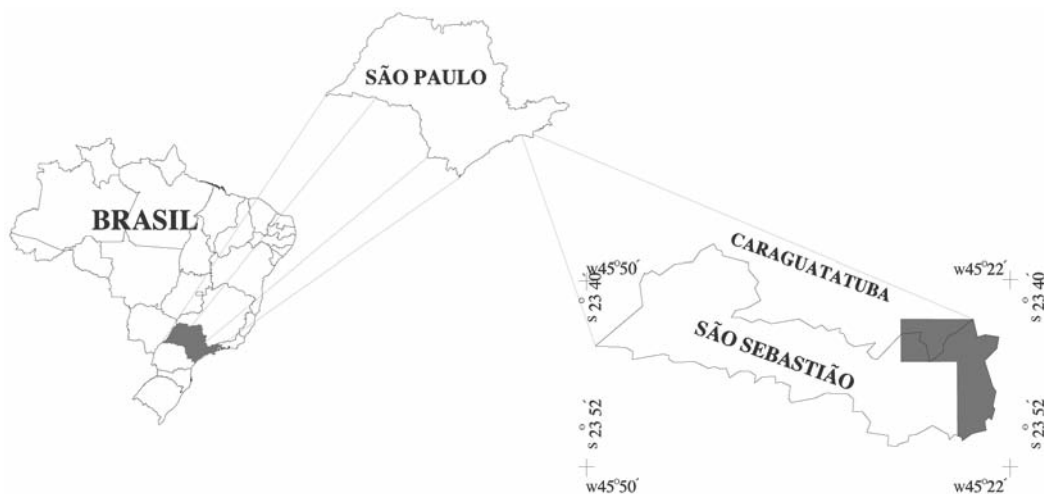 SÃO PAULO
BRASIL
CARAGUATATUBA
SÃO SEBASTIÃO
w45°50´
s 23°40´
w45°22´
s 23°40´
s 23°52´
w45°50´
s 23°52´
w45°22´